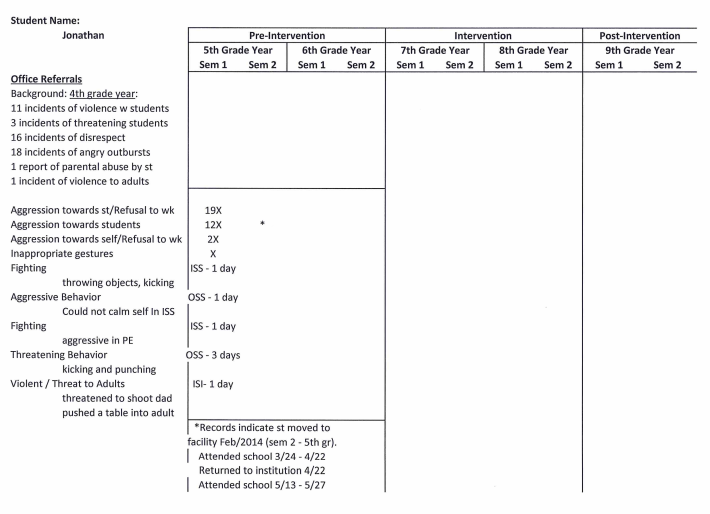 Student Name:
Jonathan
Pre-Intervention Intervention Post-Intervention
5th Grade Year 6th Grade Year 7th Grade Year 8th Grade Year 9th Grade Year
Sem 1 Sem 2 Sem 1 Sem 2 Sem 1 Sem 2 Sem 1 Sem 2 Sem 1 Sem 2
Office Referrals
Background: 4th grade year:
11 incidents of violence w students
3 incidents of threatening students
16 incidents of disrespect
18 incidents of angry outbursts
1 report of parental abuse by st
1 incident of violence to adults
Aggression towards st/Refusal to wk 19X
Aggression towards students 12X *
Aggression towards self/Refusal to wk 2X
Inappropriate gestures X
Fighting ISS - 1 day
throwing objects, kicking
Aggressive Behavior OSS - 1 day
Could not calm self In ISS
Fighting ISS - 1 day
aggressive in PE
Threatening Behavior OSS - 3 days
kicking and punching
Violent / Threat to Adults ISI- 1 day
threatened to shoot dad
pushed a table into adult
*Records indicate st moved to
facility Feb/2014 (sem 2 - 5th gr).
Attended school 3/24 - 4/22
Returned to institution 4/22
Attended school 5/13 - 5/27